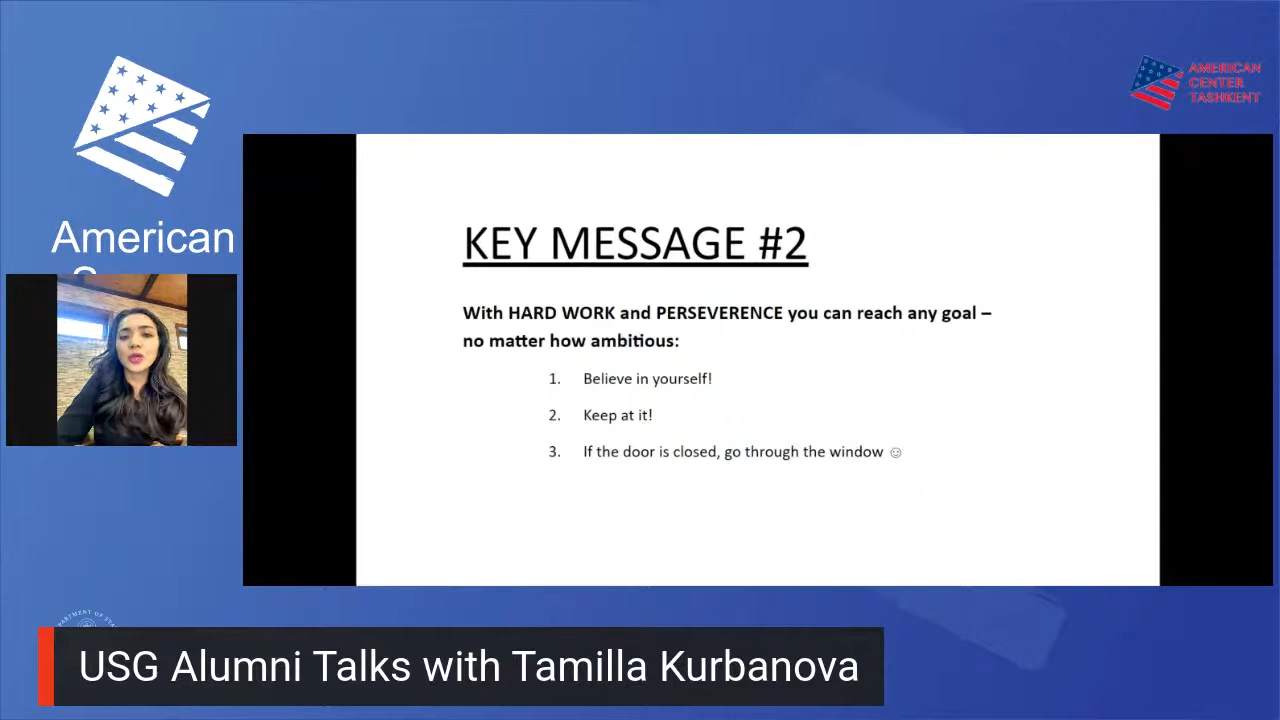 AMERICAN
CENTER
TASHKENT
American
KEY MESSAGE #2
With HARD WORK and PERSEVERENCE you can reach any goal –
no matter how ambitious:
1. Believe in yourself!
2. Keep at it!
3. If the door is closed, go through the window ☺
USG Alumni Talks with Tamilla Kurbanova